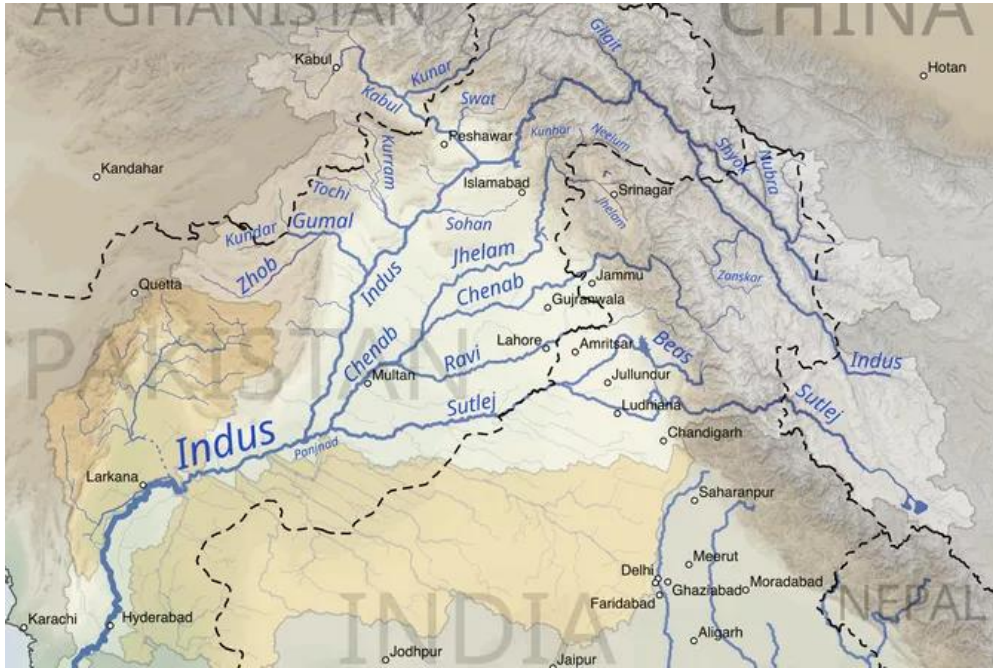 AFGHANISTAN
CHINA
Gilgit
Kabul
Kunar
Hotan
Kabul
Swat
Peshawar
Kunhar
Neelum
Shyok
Nubra
Kandahar
Kurram
Tochi
Islamabad
Srinagar
Jhelam
Kundar
Gumal
Sohan
Jhelam
Zhob
Indus
Chenab
Jammu
Zanskar
Quetta
Gujranwala
PAKISTAN
Chenab
Ravi
Lahore
Amritsar
Beas
Indus
Multan
Jullundur
Sutlej
Ludhiana
Sutlej
Indus
Panjnad
Chandigarh
Larkana
Saharanpur
Meerut
Delhi
Ghaziabad
Moradabad
Faridabad
NEPAL
Karachi
Hyderabad
INDIA
Aligarh
Jodhpur
Jaipur